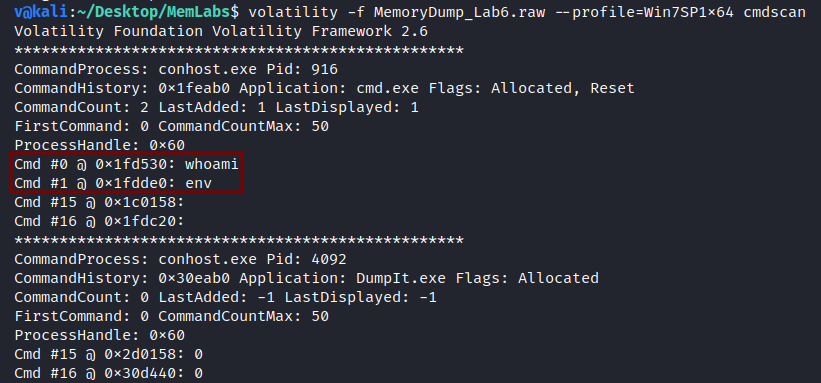 v@kali:~/Desktop/MemLabs$ volatility -f MemoryDump_Lab6.raw --profile=Win7SP1×64 cmdscan
Volatility Foundation Volatility Framework 2.6
**************************************************
CommandProcess: conhost.exe Pid: 916
CommandHistory: 0×1feab0 Application: cmd.exe Flags: Allocated, Reset
CommandCount: 2 LastAdded: 1 LastDisplayed: 1
FirstCommand: 0 CommandCountMax: 50
ProcessHandle: 0×60
Cmd #0 @ 0×1fd530: whoami
Cmd #1 @ 0×1fdde0: env
Cmd #15 @ 0×1c0158:
Cmd #16 @ 0×1fdc20:
**************************************************
CommandProcess: conhost.exe Pid: 4092
CommandHistory: 0×30eab0 Application: DumpIt.exe Flags: Allocated
CommandCount: 0 LastAdded: -1 LastDisplayed: -1
FirstCommand: 0 CommandCountMax: 50
ProcessHandle: 0×60
Cmd #15 @ 0×2d0158: 0
Cmd #16 @ 0×30d440: 0